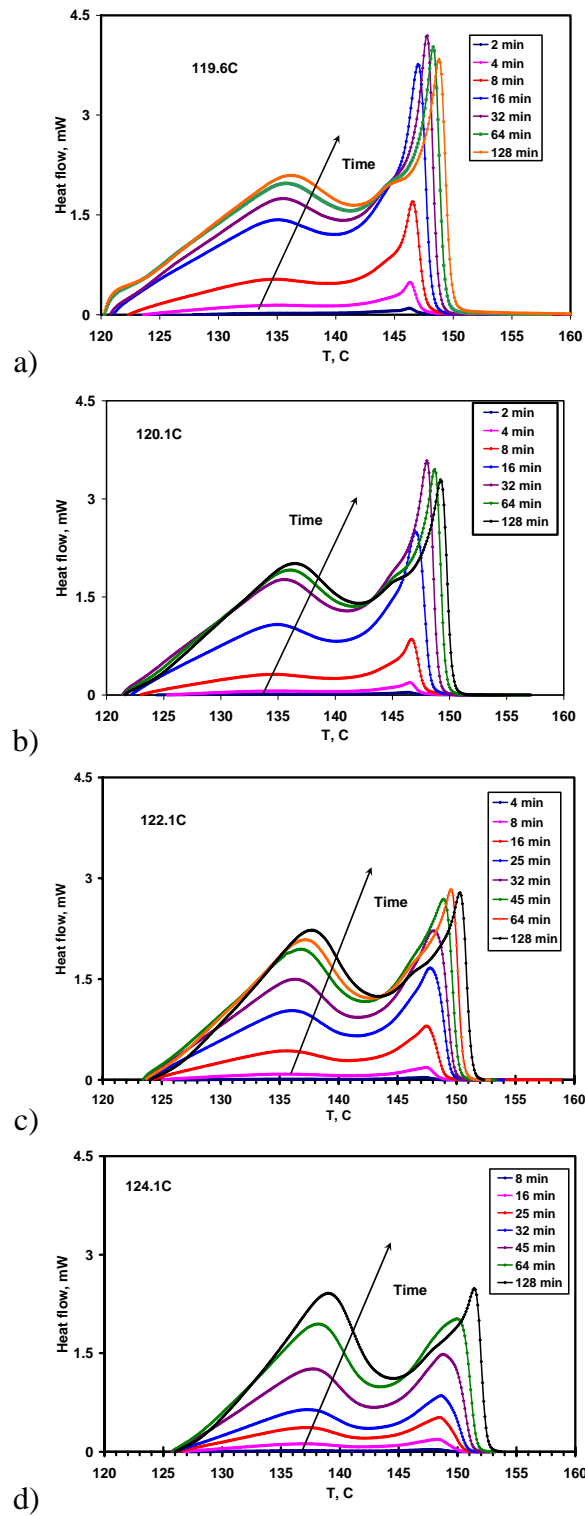 4.5
3
1.5
0
Heat flow, mW
119.6C
Time
2 min
4 min
8 min
16 min
32 min
64 min
128 min
120 125 130 135 140 145 150 155 160
T, C
a)
4.5
3
1.5
0
Heat flow, mW
120.1C
Time
2 min
4 min
8 min
16 min
32 min
64 min
128 min
120 125 130 135 140 145 150 155 160
T, C
b)
4.5
3
1.5
0
Heat flow, mW
122.1C
Time
4 min
8 min
16 min
25 min
32 min
45 min
64 min
128 min
120 125 130 135 140 145 150 155 160
T, C
c)
4.5
3
1.5
0
Heat flow, mW
124.1C
Time
8 min
16 min
25 min
32 min
45 min
64 min
128 min
120 125 130 135 140 145 150 155 160
T, C
d)